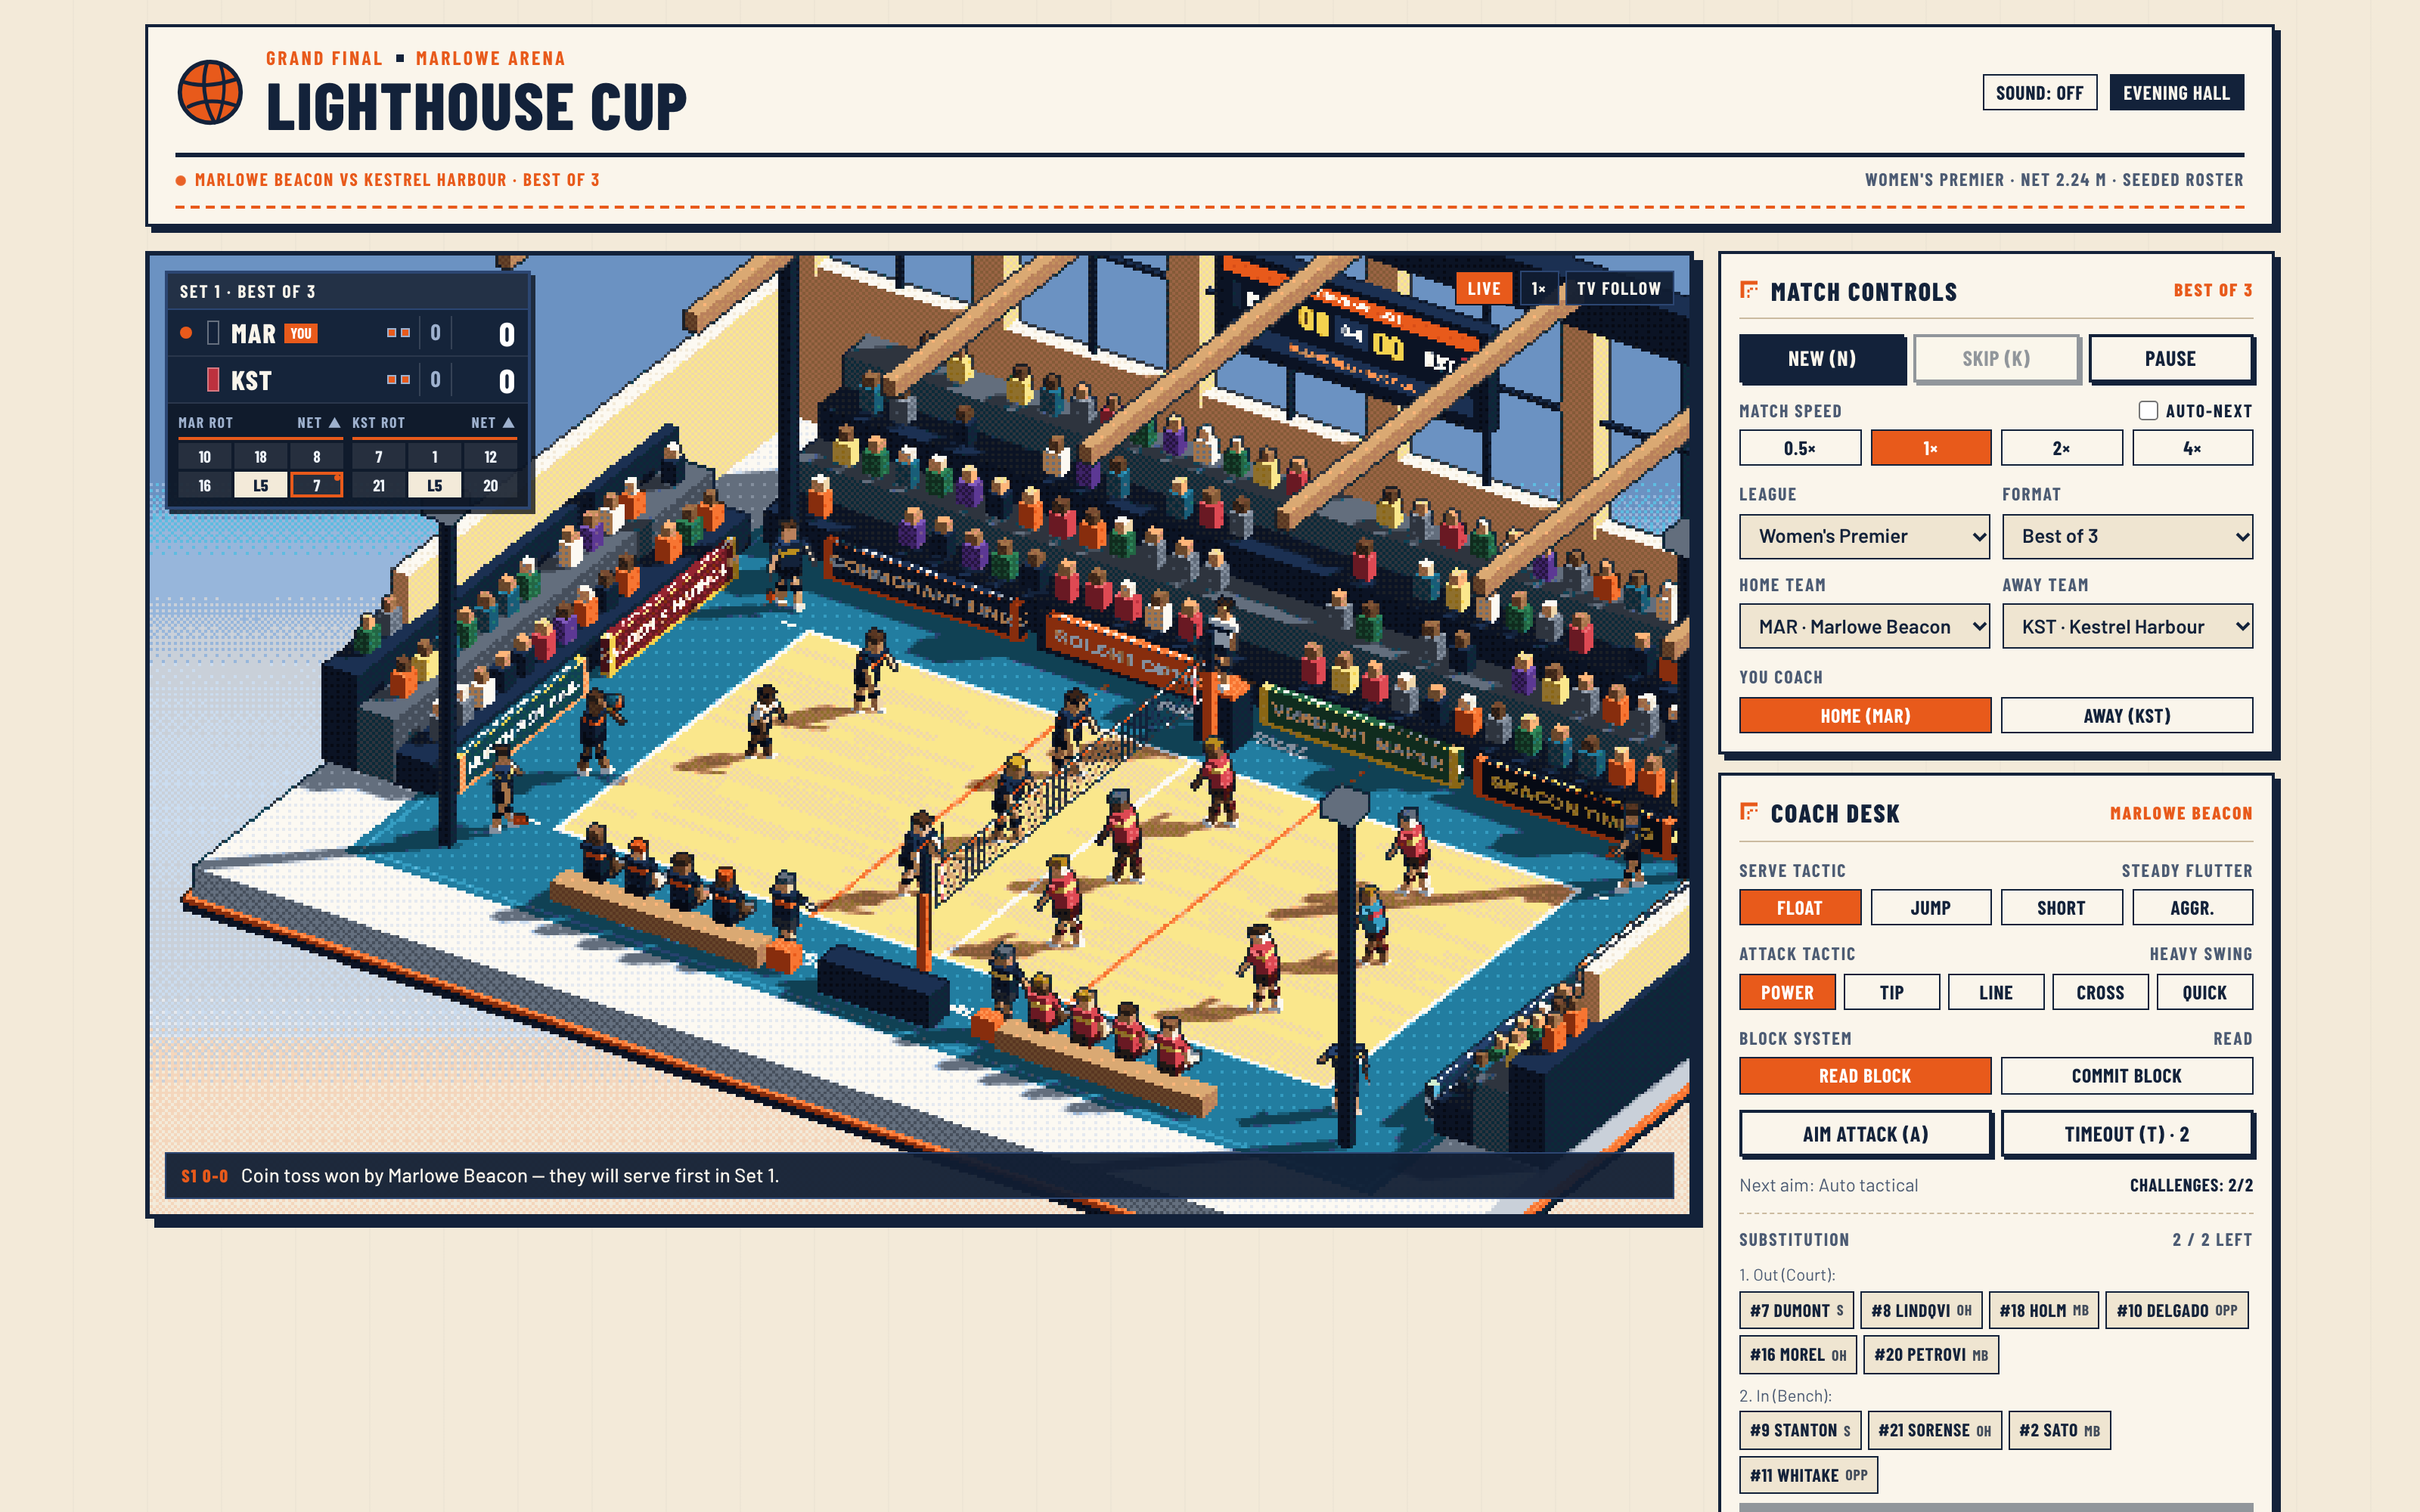 GRAND FINAL ▪ MARLOWE ARENA
LIGHTHOUSE CUP
SOUND: OFF
EVENING HALL
MARLOWE BEACON VS KESTREL HARBOUR · BEST OF 3
WOMEN'S PREMIER · NET 2.24 M · SEEDED ROSTER
SET 1 · BEST OF 3
MAR YOU 0 0
KST 0 0
MAR ROT NET ▲ KST ROT NET ▲
10 18 8 7 1 12
16 L5 7 21 L5 20
LIVE 1× TV FOLLOW
S1 0-0 Coin toss won by Marlowe Beacon — they will serve first in Set 1.
MATCH CONTROLS
BEST OF 3
NEW (N) SKIP (K) PAUSE
MATCH SPEED AUTO-NEXT
0.5× 1× 2× 4×
LEAGUE FORMAT
Women's Premier Best of 3
HOME TEAM AWAY TEAM
MAR · Marlowe Beacon KST · Kestrel Harbour
YOU COACH
HOME (MAR) AWAY (KST)
COACH DESK
MARLOWE BEACON
SERVE TACTIC STEADY FLUTTER
FLOAT JUMP SHORT AGGR.
ATTACK TACTIC HEAVY SWING
POWER TIP LINE CROSS QUICK
BLOCK SYSTEM READ
READ BLOCK COMMIT BLOCK
AIM ATTACK (A) TIMEOUT (T) · 2
Next aim: Auto tactical CHALLENGES: 2/2
SUBSTITUTION 2 / 2 LEFT
1. Out (Court):
#7 DUMONT S #8 LINDQVI OH #18 HOLM MB #10 DELGADO OPP
#16 MOREL OH #20 PETROVI MB
2. In (Bench):
#9 STANTON S #21 SORENSE OH #2 SATO MB
#11 WHITAKE OPP